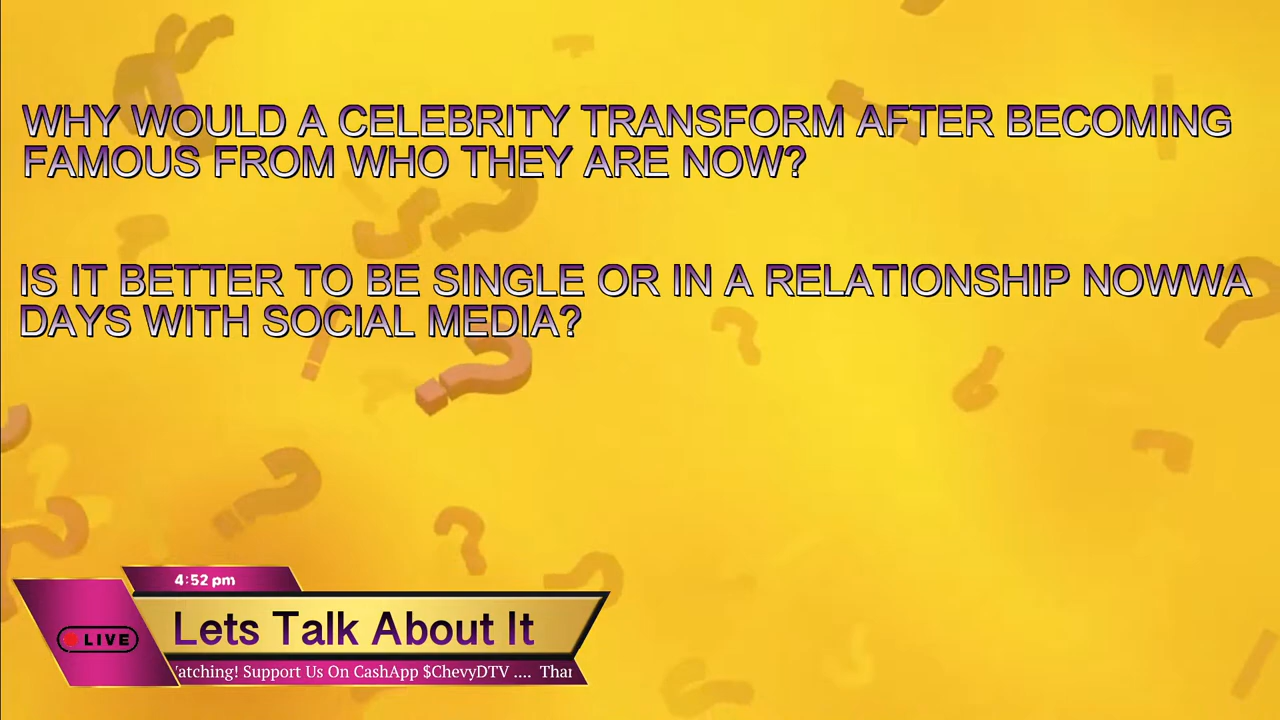 WHY WOULD A CELEBRITY TRANSFORM AFTER BECOMING
FAMOUS FROM WHO THEY ARE NOW?
IS IT BETTER TO BE SINGLE OR IN A RELATIONSHIP NOWWA
DAYS WITH SOCIAL MEDIA?
4:52 pm
LIVE
Lets Talk About It
atching! Support Us On CashApp $ChevyDTV .... Than